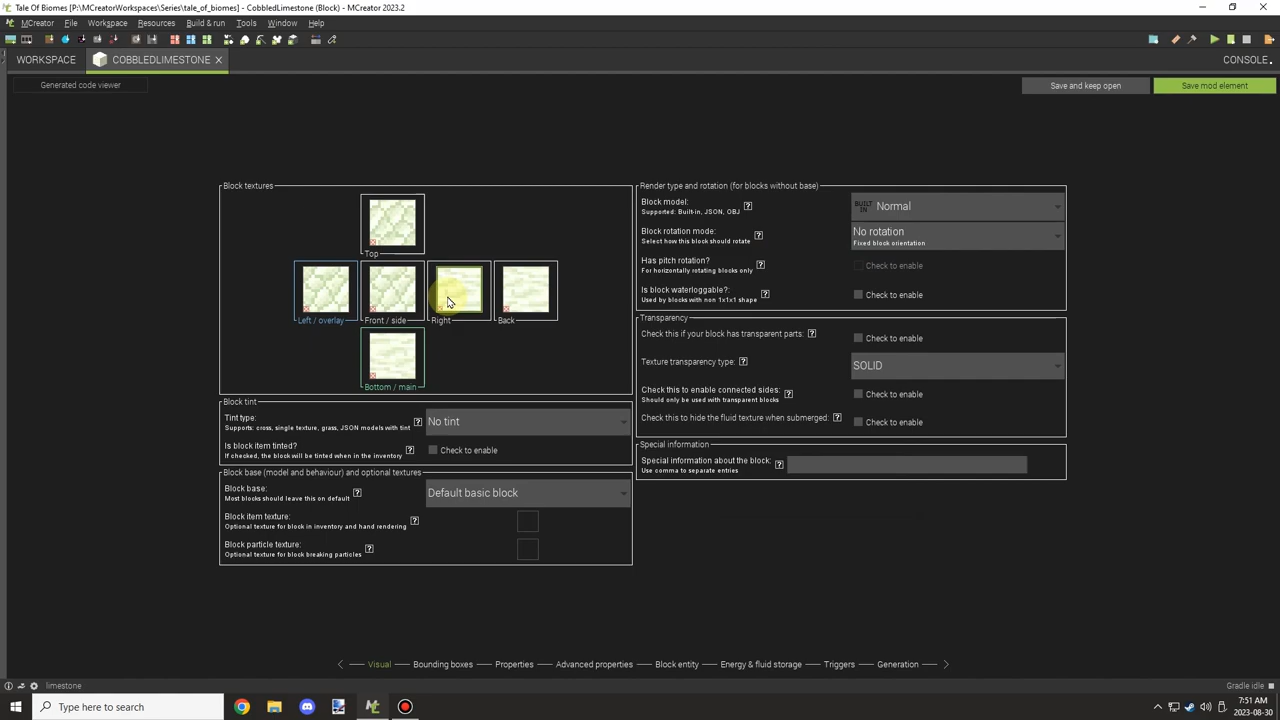 Tale Of Biomes [P:\MCreatorWorkspaces\Series\tale_of_biomes] - CobbledLimestone (Block) - MCreator 2023.2
MCreator File Workspace Resources Build & run Tools Window Help
WORKSPACE COBBLEDLIMESTONE CONSOLE
Generated code viewer Save and keep open Save mod element
Block textures
Top
Left / overlay Front / side Right Back
Bottom / main
Block tint
Tint type: ? No tint
Supports: cross, single texture, grass, JSON models with tint
Is block item tinted? ? Check to enable
If checked, the block will be tinted when in the inventory
Block base (model and behaviour) and optional textures
Block base: ? Default basic block
Most blocks should leave this on default
Block item texture: ?
Optional texture for block in inventory and hand rendering
Block particle texture: ?
Optional texture for block breaking particles
Render type and rotation (for blocks without base)
Block model: ? BUILT IN Normal
Supported: Built-in, JSON, OBJ
Block rotation mode: ? No rotation
Select how this block should rotate Fixed block orientation
Has pitch rotation? ? Check to enable
For horizontally rotating blocks only
Is block waterloggable?: ? Check to enable
Used by blocks with non 1x1x1 shape
Transparency
Check this if your block has transparent parts: ? Check to enable
Texture transparency type: ? SOLID
Check this to enable connected sides: ? Check to enable
Should only be used with transparent blocks
Check this to hide the fluid texture when submerged: ? Check to enable
Special information
Special information about the block: ?
Use comma to separate entries
Visual Bounding boxes Properties Advanced properties Block entity Energy & fluid storage Triggers Generation
limestone Gradle idle
Type here to search 7:51 AM
2023-08-30